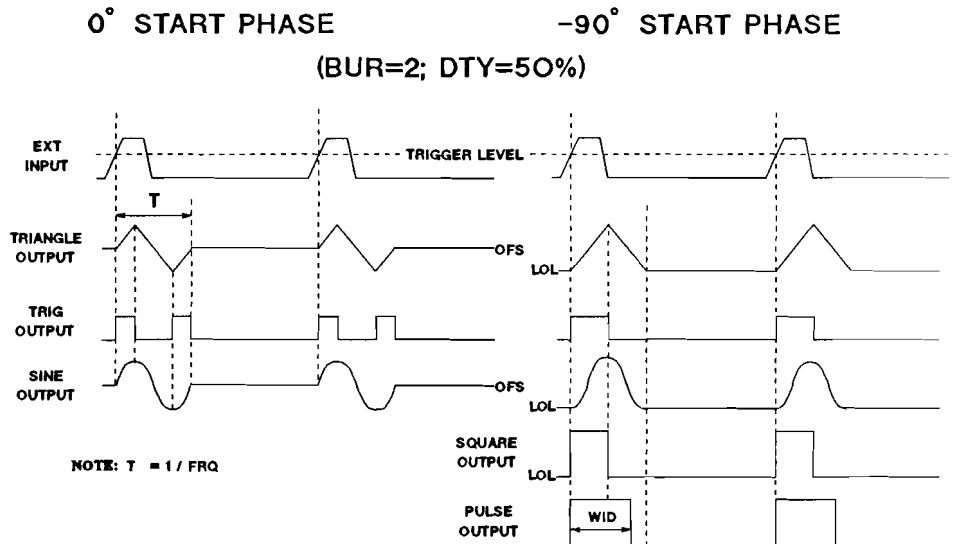 0° START PHASE
-90° START PHASE
(BUR=2; DTY=50%)
EXT
INPUT
TRIGGER LEVEL
T
TRIANGLE
OUTPUT
OFS
LOL
TRIG
OUTPUT
SINE
OUTPUT
OFS
LOL
SQUARE
OUTPUT
LOL
NOTE: T = 1 / FRQ
PULSE
OUTPUT
WID